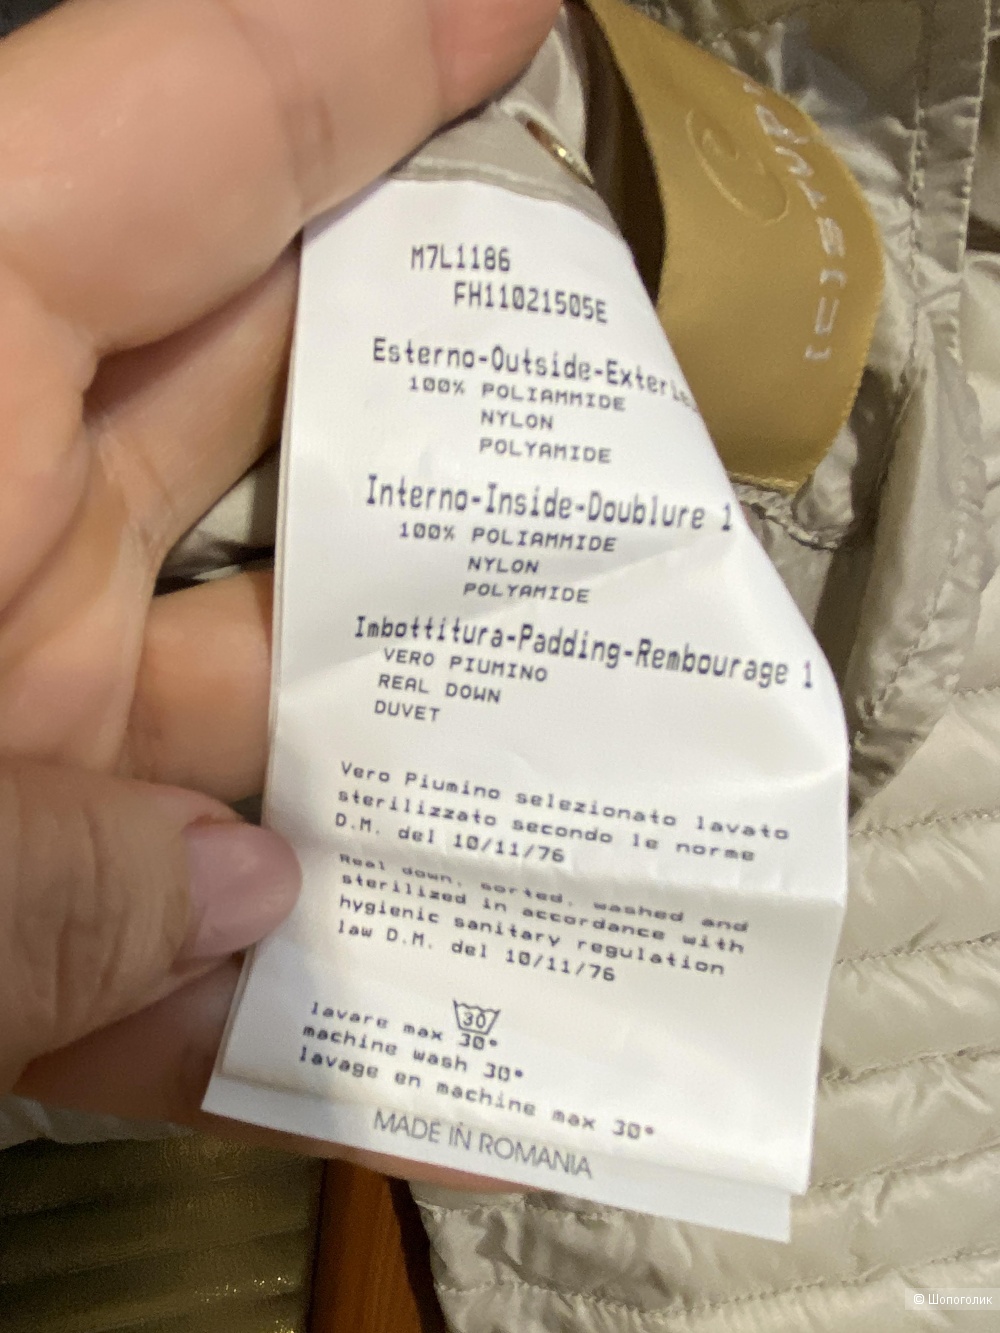 M7L1186
FH11021505E
Esterno-Outside-Exterie
100% POLIAMMIDE
NYLON
POLYAMIDE
Interno-Inside-Doublure 1
100% POLIAMMIDE
NYLON
POLYAMIDE
Imbottitura-Padding-Rembourage 1
VERO PIUMINO
REAL DOWN
DUVET
Vero Piumino selezionato lavato
sterilizzato secondo le norme
D.M. del 10/11/76
Real down, sorted, washed and
sterilized in accordance with
hygienic sanitary regulation
law D.M. del 10/11/76
30
lavare max 30°
machine wash 30°
lavage en machine max 30°
MADE IN ROMANIA
© Шопоголик